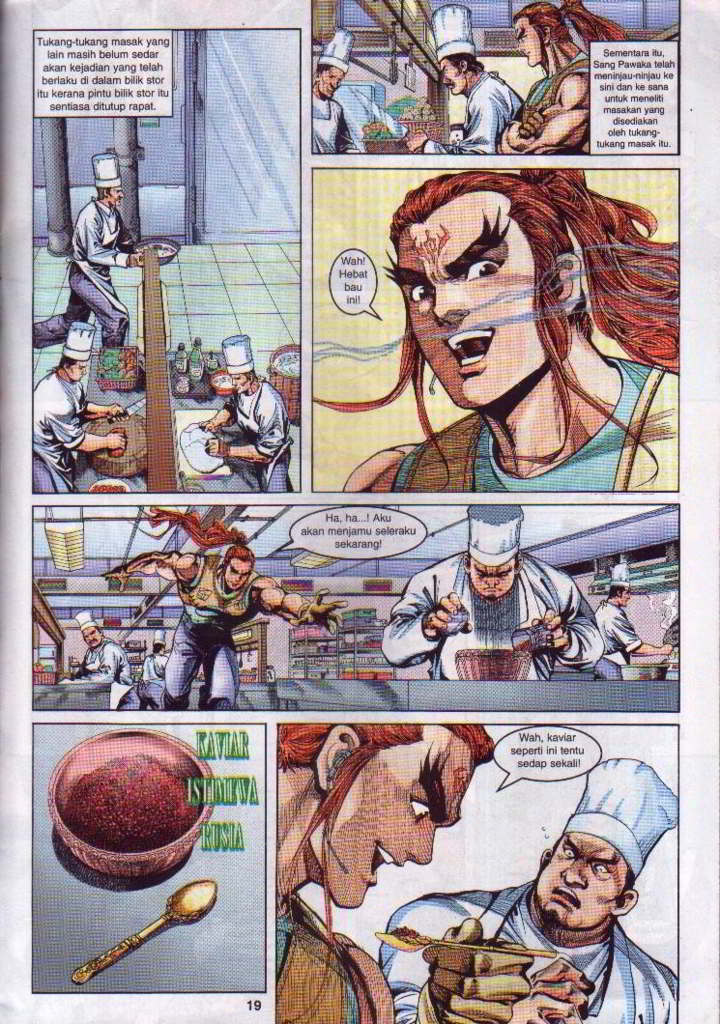 Tukang-tukang masak yang
lain masih belum sedar
akan kejadian yang telah
berlaku di dalam bilik stor
itu kerana pintu bilik stor itu
sentiasa ditutup rapat.
Sementara itu,
Sang Pawaka telah
meninjau-ninjau ke
sini dan ke sana
untuk meneliti
masakan yang
disediakan
oleh tukang-
tukang masak itu.
Wah!
Hebat
bau
ini!
Ha, ha...! Aku
akan menjamu seleraku
sekarang!
KAVIAR
ISTIMEWA
RUSIA
Wah, kaviar
seperti ini tentu
sedap sekali!
19